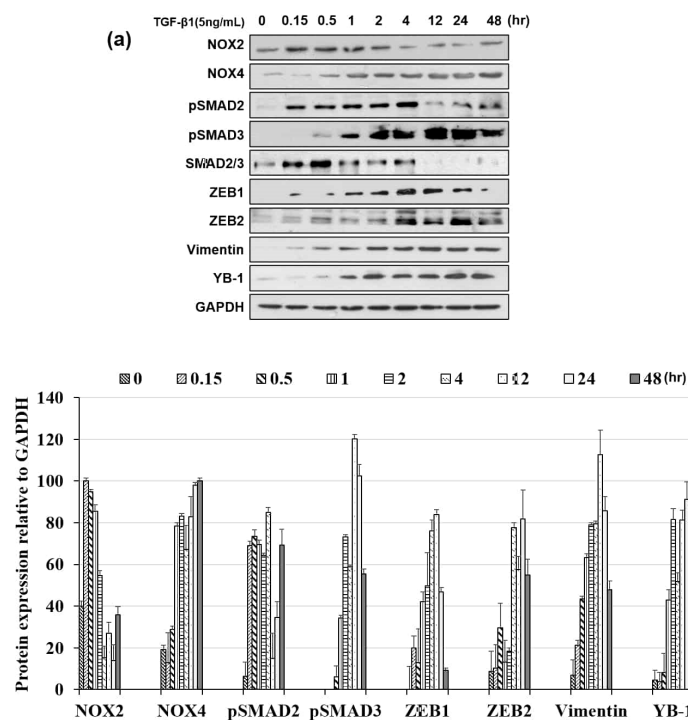 TGF-β1(5ng/mL) 0 0.15 0.5 1 2 4 12 24 48 (hr)
(a)
NOX2
NOX4
pSMAD2
pSMAD3
SMAD2/3
ZEB1
ZEB2
Vimentin
YB-1
GAPDH
0 0.15 0.5 1 2 4 12 24 48 (hr)
Protein expression relative to GAPDH
140
120
100
80
60
40
20
0
NOX2 NOX4 pSMAD2 pSMAD3 ZEB1 ZEB2 Vimentin YB-1